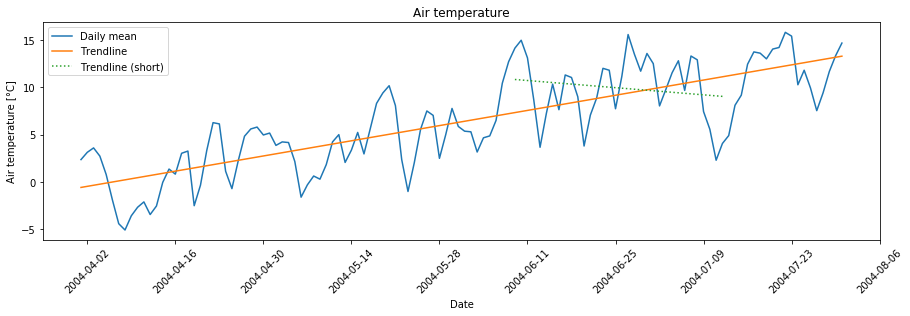 Air temperature
Daily mean
Trendline
Trendline (short)
Air temperature [°C]
15
10
5
0
−5
2004-04-02
2004-04-16
2004-04-30
2004-05-14
2004-05-28
2004-06-11
2004-06-25
2004-07-09
2004-07-23
2004-08-06
Date